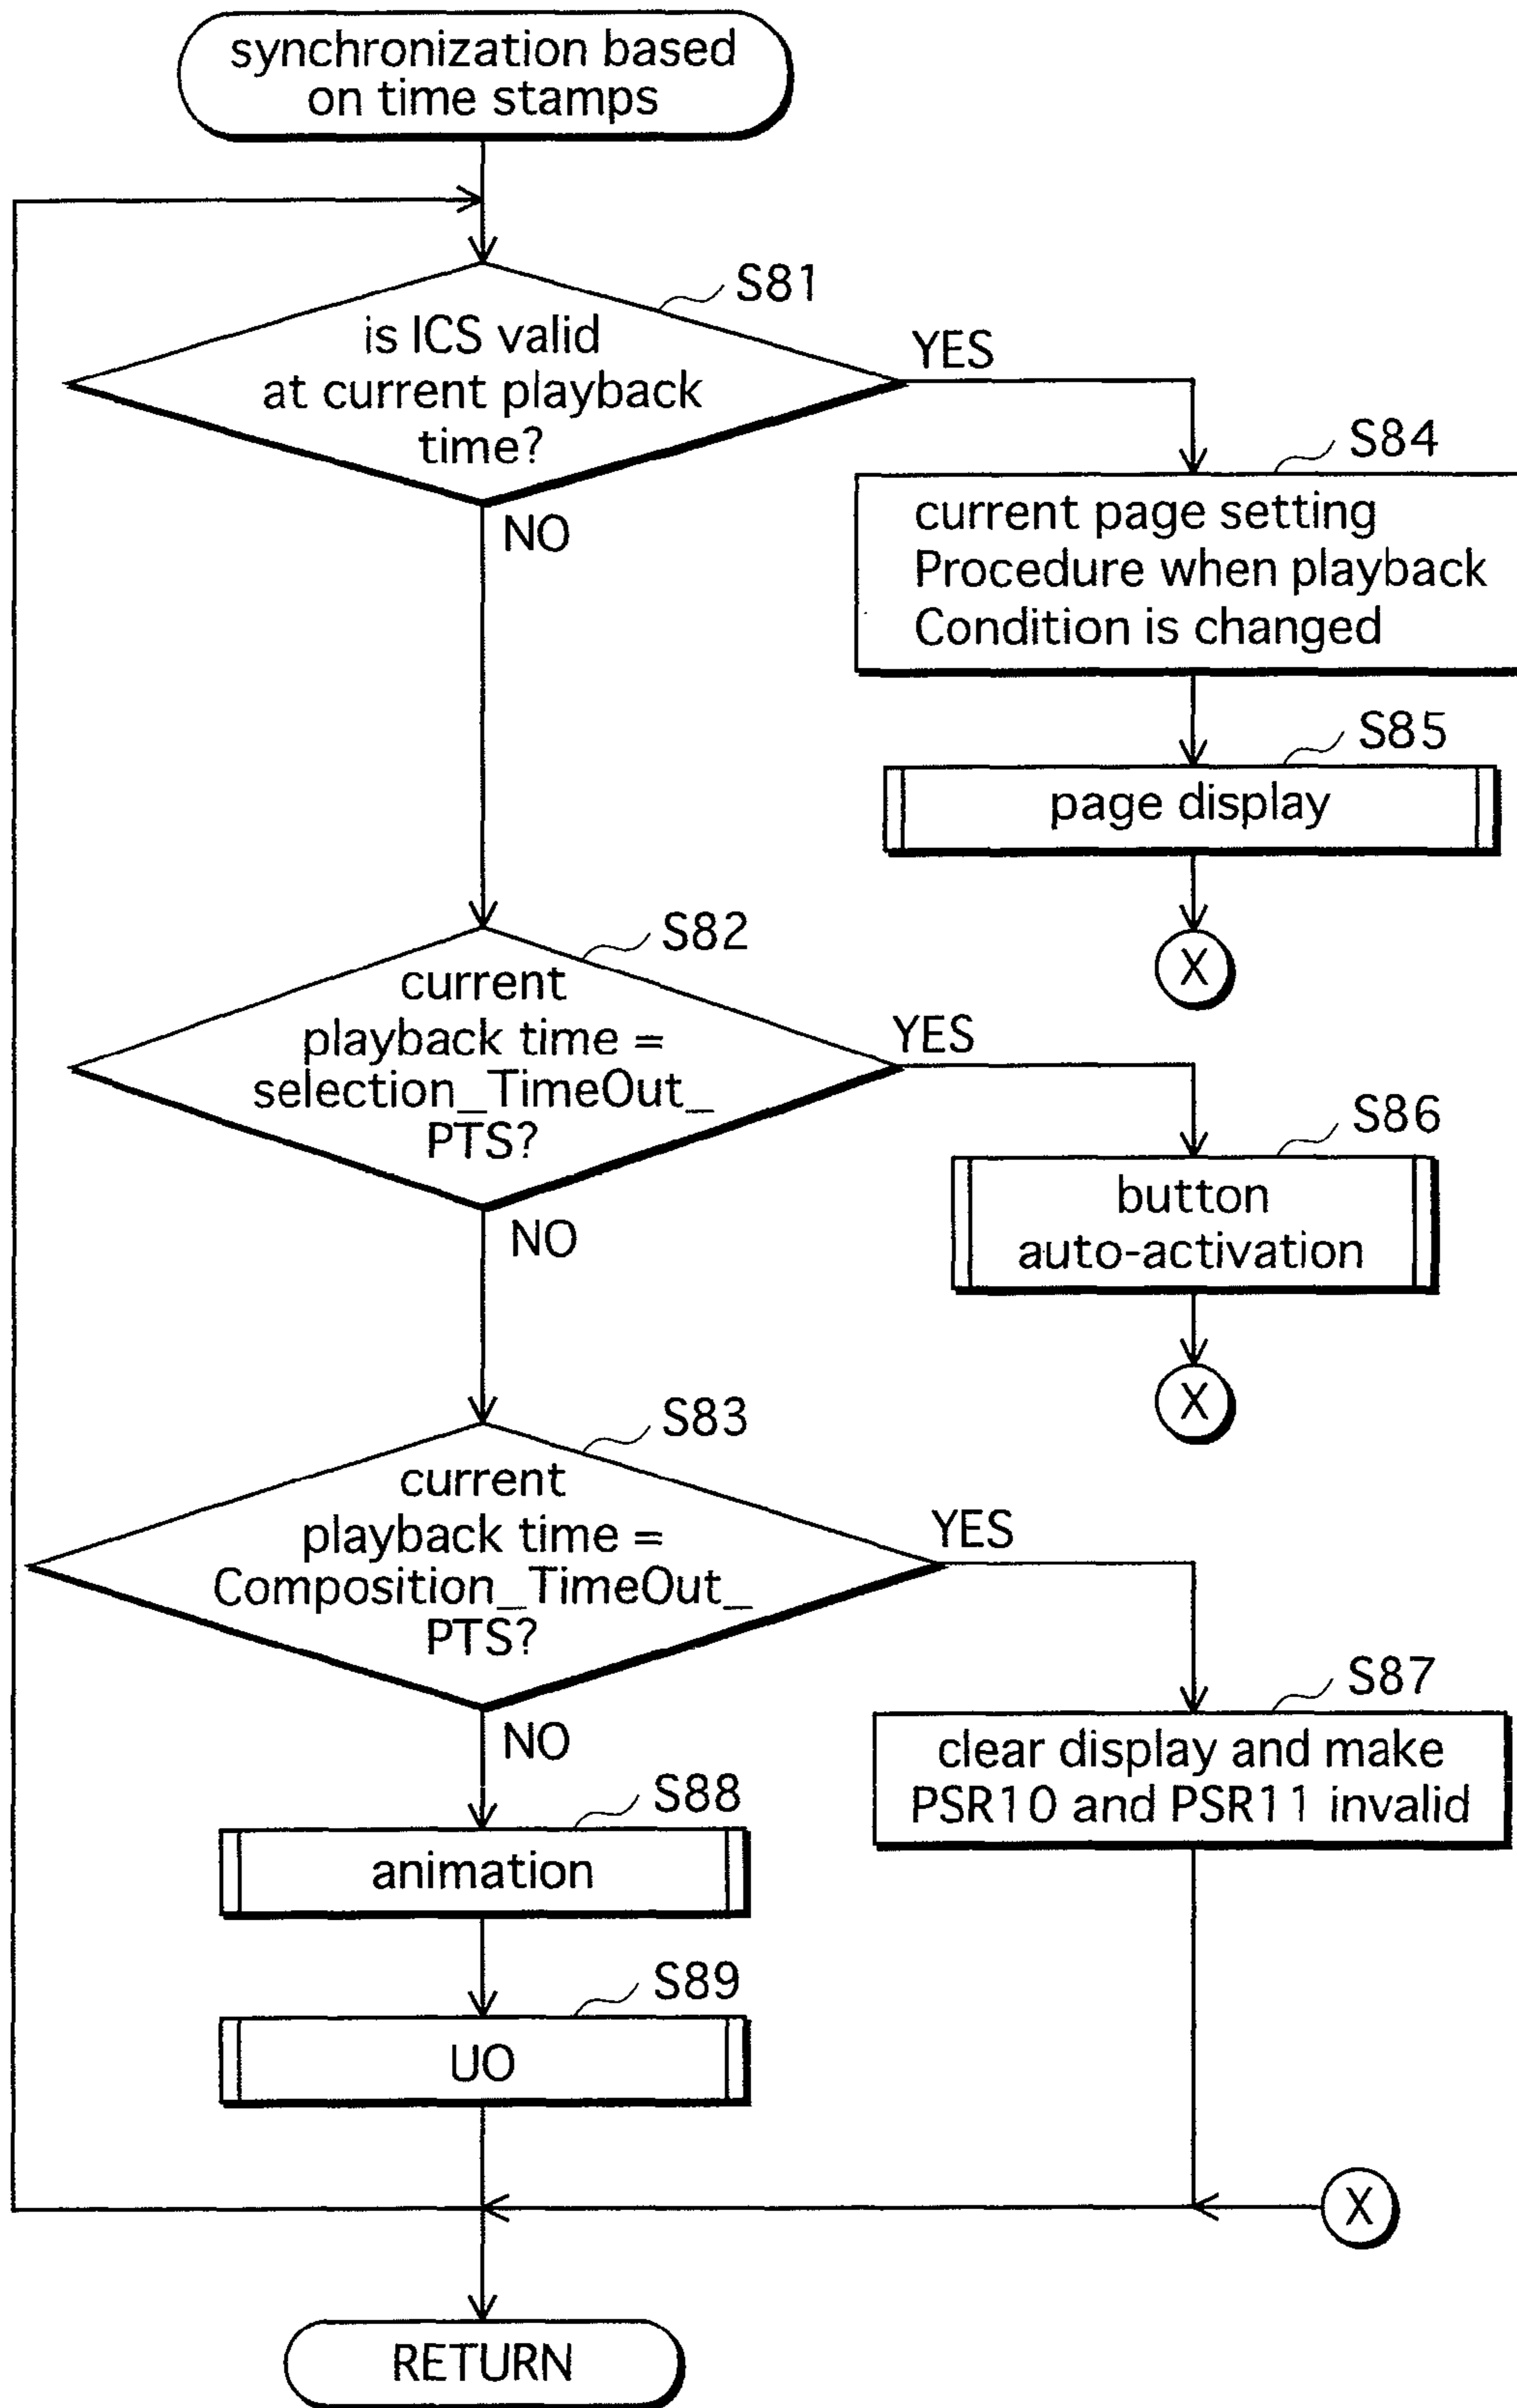 synchronization based
on time stamps
S81
is ICS valid
at current playback
time?
YES
NO
S84
current page setting
Procedure when playback
Condition is changed
S85
page display
X
S82
current
playback time =
selection_TimeOut_
PTS?
YES
NO
S86
button
auto-activation
X
S83
current
playback time =
Composition_TimeOut_
PTS?
YES
NO
S87
clear display and make
PSR10 and PSR11 invalid
S88
animation
S89
UO
X
RETURN